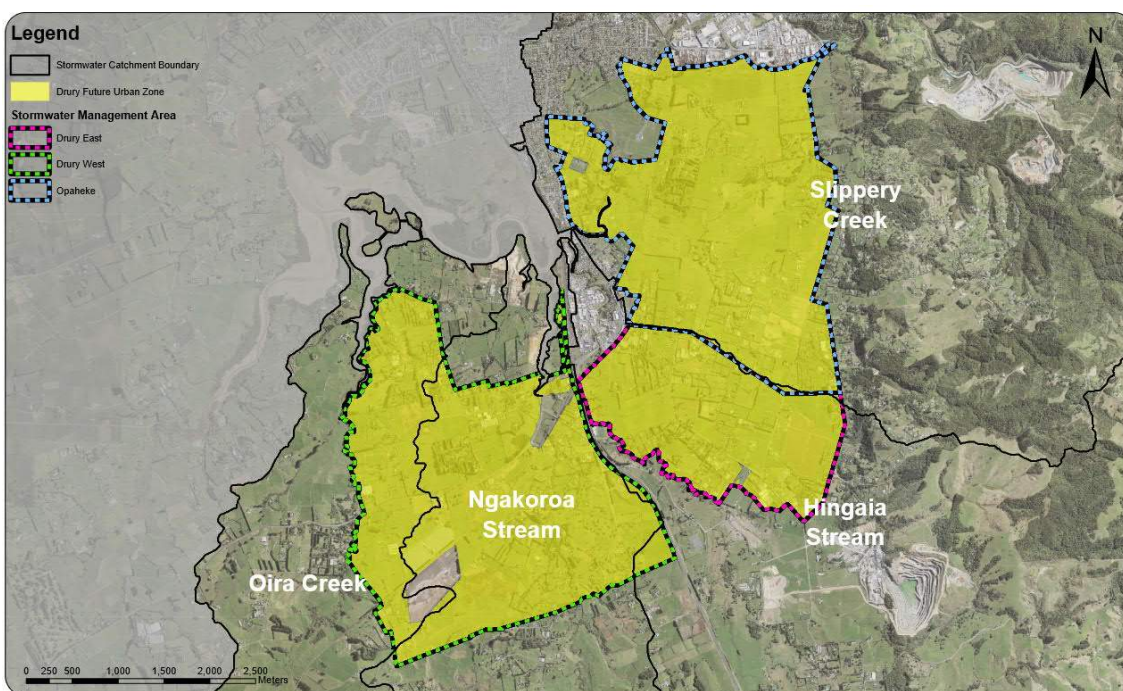 Legend
Stormwater Catchment Boundary
Drury Future Urban Zone
Stormwater Management Area
Drury East
Drury West
Opaheke
N
Slippery
Creek
Ngakoroa
Stream
Hingaia
Stream
Oira Creek
0 250 500 1,000 1,500 2,000 2,500
Meters